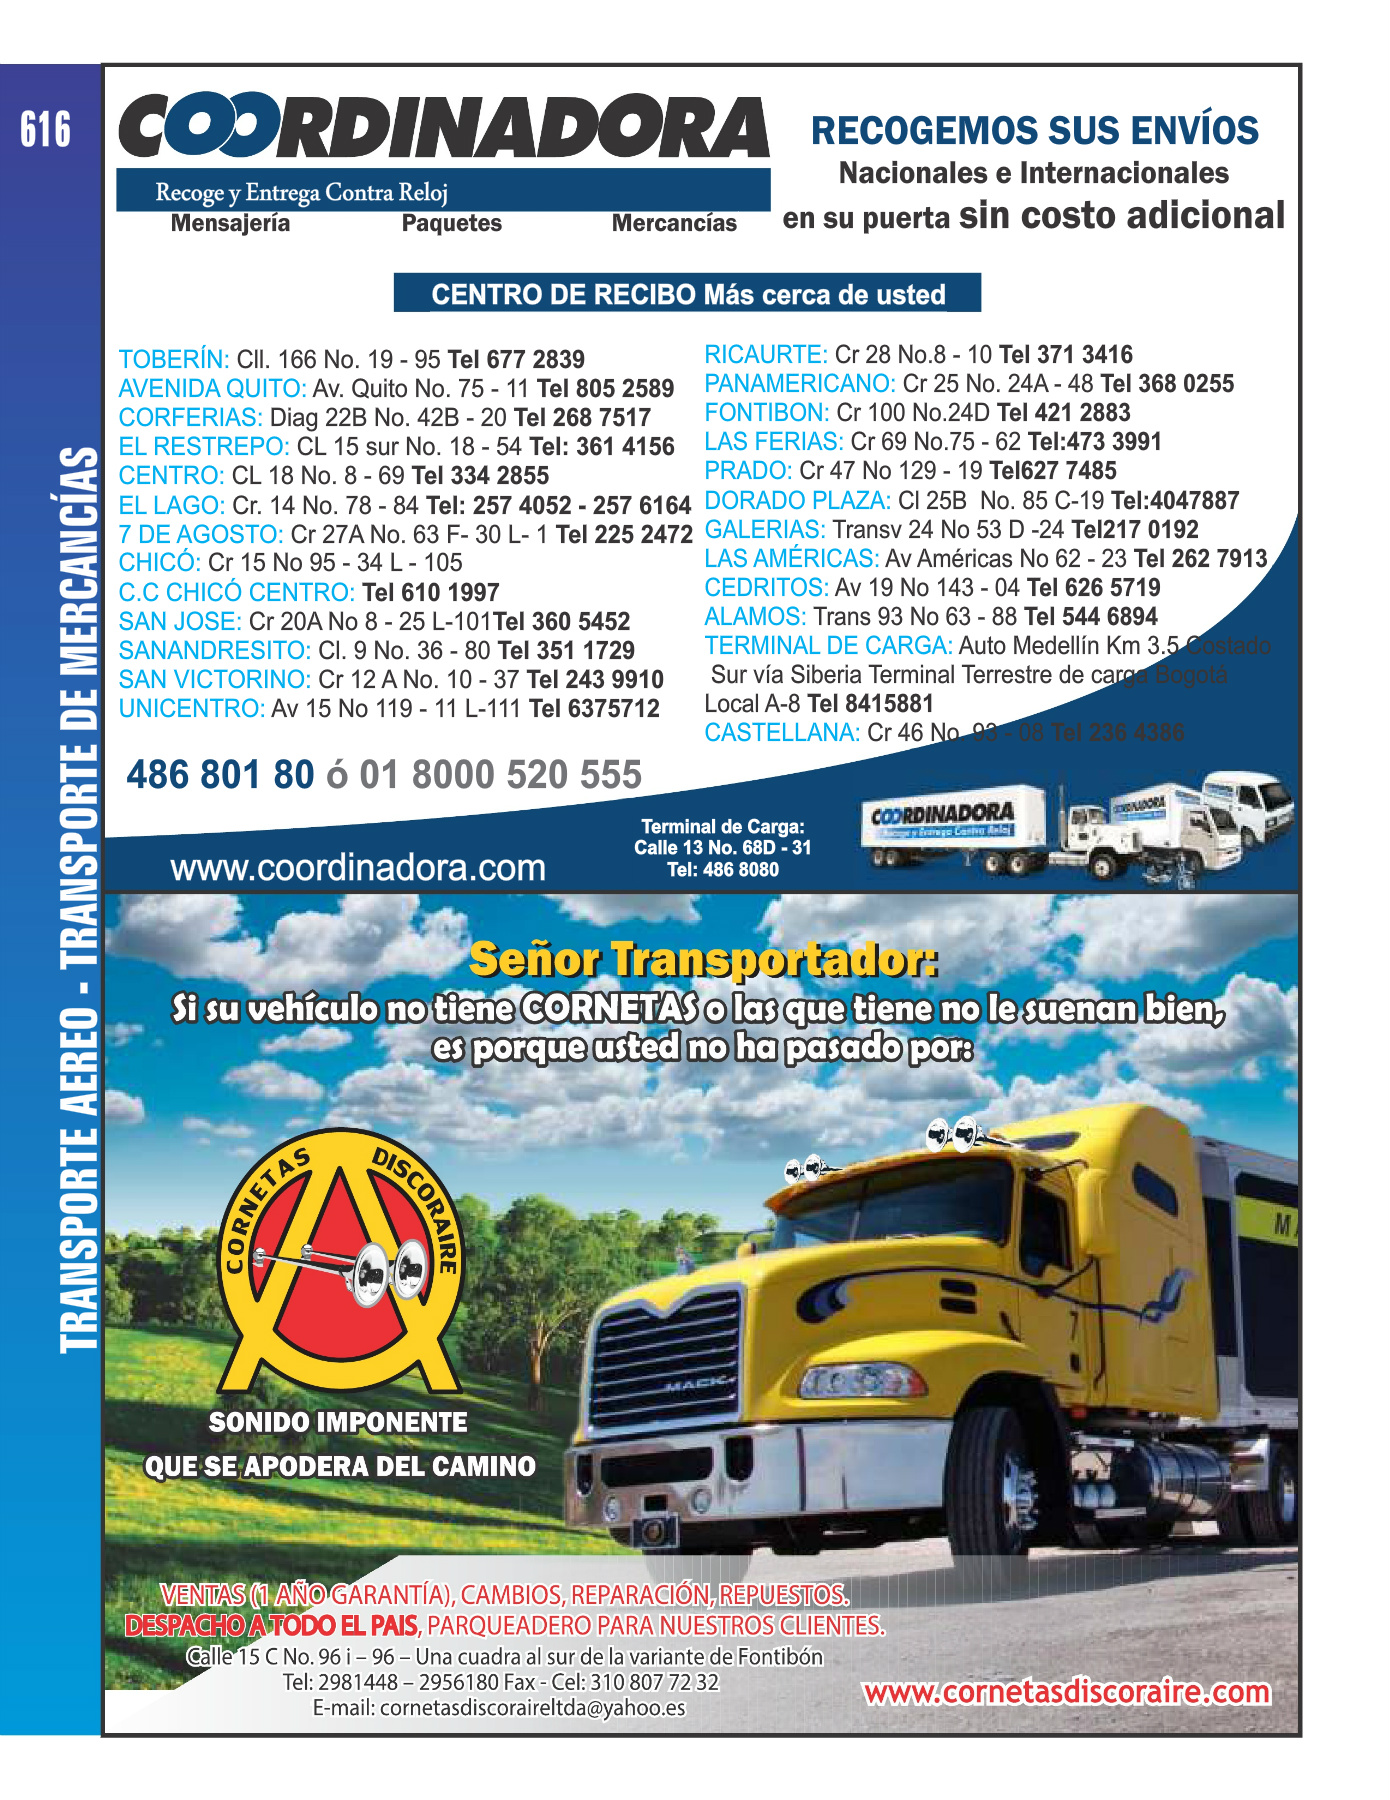 616
TRANSPORTE AEREO - TRANSPORTE DE MERCANCÍAS
COORDINADORA
Recoge y Entrega Contra Reloj
Mensajería Paquetes Mercancías
RECOGEMOS SUS ENVÍOS
Nacionales e Internacionales
en su puerta sin costo adicional
CENTRO DE RECIBO Más cerca de usted
TOBERÍN: Cll. 166 No. 19 - 95 Tel 677 2839
AVENIDA QUITO: Av. Quito No. 75 - 11 Tel 805 2589
CORFERIAS: Diag 22B No. 42B - 20 Tel 268 7517
EL RESTREPO: CL 15 sur No. 18 - 54 Tel: 361 4156
CENTRO: CL 18 No. 8 - 69 Tel 334 2855
EL LAGO: Cr. 14 No. 78 - 84 Tel: 257 4052 - 257 6164
7 DE AGOSTO: Cr 27A No. 63 F- 30 L- 1 Tel 225 2472
CHICÓ: Cr 15 No 95 - 34 L - 105
C.C CHICÓ CENTRO: Tel 610 1997
SAN JOSE: Cr 20A No 8 - 25 L-101Tel 360 5452
SANANDRESITO: Cl. 9 No. 36 - 80 Tel 351 1729
SAN VICTORINO: Cr 12 A No. 10 - 37 Tel 243 9910
UNICENTRO: Av 15 No 119 - 11 L-111 Tel 6375712
RICAURTE: Cr 28 No.8 - 10 Tel 371 3416
PANAMERICANO: Cr 25 No. 24A - 48 Tel 368 0255
FONTIBON: Cr 100 No.24D Tel 421 2883
LAS FERIAS: Cr 69 No.75 - 62 Tel:473 3991
PRADO: Cr 47 No 129 - 19 Tel627 7485
DORADO PLAZA: Cl 25B No. 85 C-19 Tel:4047887
GALERIAS: Transv 24 No 53 D -24 Tel217 0192
LAS AMÉRICAS: Av Américas No 62 - 23 Tel 262 7913
CEDRITOS: Av 19 No 143 - 04 Tel 626 5719
ALAMOS: Trans 93 No 63 - 88 Tel 544 6894
TERMINAL DE CARGA: Auto Medellín Km 3.5 Costado
Sur vía Siberia Terminal Terrestre de carga Bogotá
Local A-8 Tel 8415881
CASTELLANA: Cr 46 No. 93 - 08 Tel 236 4386
486 801 80 ó 01 8000 520 555
www.coordinadora.com
Terminal de Carga:
Calle 13 No. 68D - 31
Tel: 486 8080
COORDINADORA
Recoge y Entrega Contra Reloj
COORDINADORA
Señor Transportador:
Si su vehículo no tiene CORNETAS o las que tiene no le suenan bien,
es porque usted no ha pasado por:
CORNETAS DISCORAIRE
SONIDO IMPONENTE
QUE SE APODERA DEL CAMINO
MACK
7
MA
VENTAS (1 AÑO GARANTÍA), CAMBIOS, REPARACIÓN, REPUESTOS.
DESPACHO A TODO EL PAIS, PARQUEADERO PARA NUESTROS CLIENTES.
Calle 15 C No. 96 i – 96 – Una cuadra al sur de la variante de Fontibón
Tel: 2981448 – 2956180 Fax - Cel: 310 807 72 32
E-mail: cornetasdiscoraireltda@yahoo.es
www.cornetasdiscoraire.com